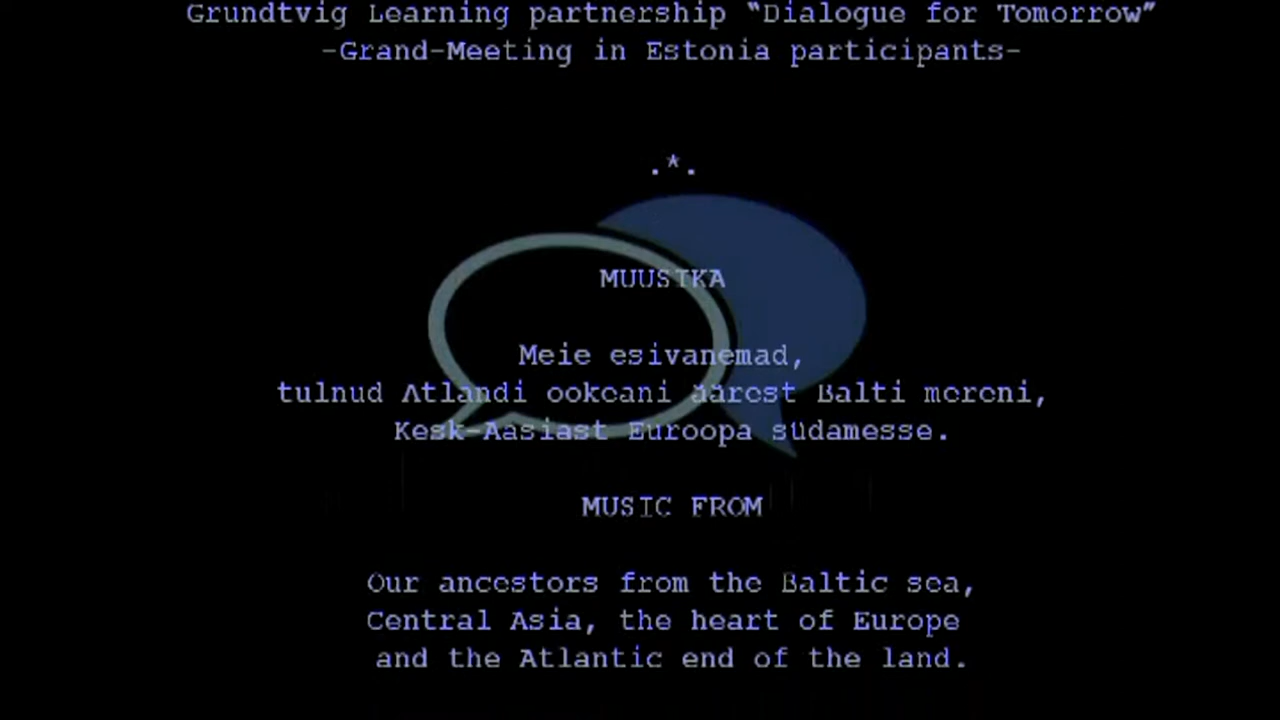 Grundtvig Learning partnership “Dialogue for Tomorrow”
-Grand-Meeting in Estonia participants-
.*.
MUUSIKA
Meie esivanemad,
tulnud Atlandi ookeani äärest Balti mereni,
Kesk-Aasiast Euroopa südamesse.
MUSIC FROM
Our ancestors from the Baltic sea,
Central Asia, the heart of Europe
and the Atlantic end of the land.